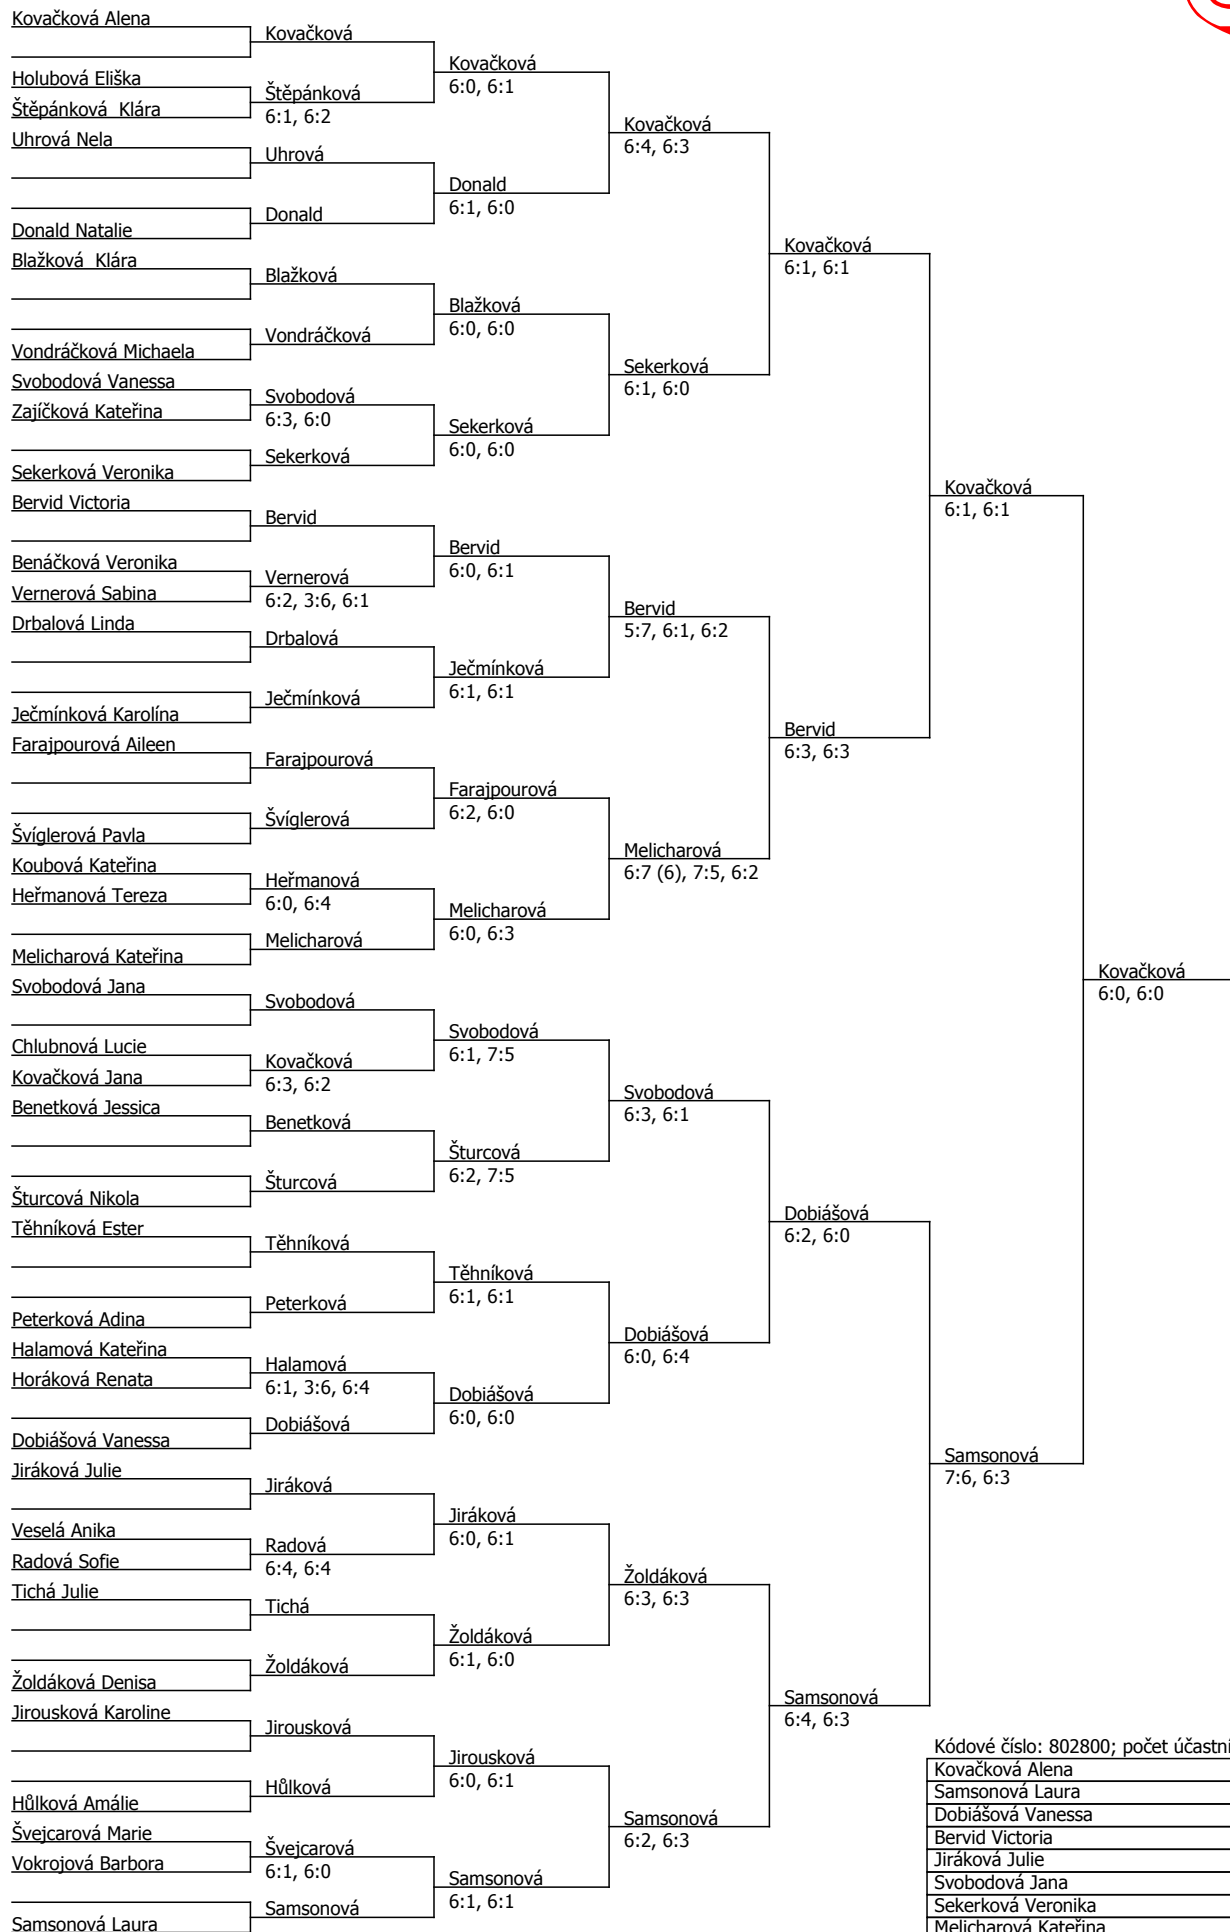 Kovačková Alena
Holubová Eliška
Štěpánková  Klára
Uhrová Nela
Donald Natalie
Blažková  Klára
Vondráčková Michaela
Svobodová Vanessa
Zajíčková Kateřina
Sekerková Veronika
Bervid Victoria
Benáčková Veronika
Vernerová Sabina
Drbalová Linda
Ječmínková Karolína
Farajpourová Aileen
Švíglerová Pavla
Koubová Kateřina
Heřmanová Tereza
Melicharová Kateřina
Svobodová Jana
Chlubnová Lucie
Kovačková Jana
Benetková Jessica
Šturcová Nikola
Těhníková Ester
Peterková Adina
Halamová Kateřina
Horáková Renata
Dobiášová Vanessa
Jiráková Julie
Veselá Anika
Radová Sofie
Tichá Julie
Žoldáková Denisa
Jirousková Karoline
Hůlková Amálie
Švejcarová Marie
Vokrojová Barbora
Samsonová Laura
Kovačková
Štěpánková
6:1, 6:2
Uhrová
Donald
Blažková
Vondráčková
Svobodová
6:3, 6:0
Sekerková
Bervid
Vernerová
6:2, 3:6, 6:1
Drbalová
Ječmínková
Farajpourová
Švíglerová
Heřmanová
6:0, 6:4
Melicharová
Svobodová
Kovačková
6:3, 6:2
Benetková
Šturcová
Těhníková
Peterková
Halamová
6:1, 3:6, 6:4
Dobiášová
Jiráková
Radová
6:4, 6:4
Tichá
Žoldáková
Jirousková
Hůlková
Švejcarová
6:1, 6:0
Samsonová
Kovačková
6:0, 6:1
Donald
6:1, 6:0
Blažková
6:0, 6:0
Sekerková
6:0, 6:0
Bervid
6:0, 6:1
Ječmínková
6:1, 6:1
Farajpourová
6:2, 6:0
Melicharová
6:0, 6:3
Svobodová
6:1, 7:5
Šturcová
6:2, 7:5
Těhníková
6:1, 6:1
Dobiášová
6:0, 6:0
Jiráková
6:0, 6:1
Žoldáková
6:1, 6:0
Jirousková
6:0, 6:1
Samsonová
6:1, 6:1
Kovačková
6:4, 6:3
Sekerková
6:1, 6:0
Bervid
5:7, 6:1, 6:2
Melicharová
6:7 (6), 7:5, 6:2
Svobodová
6:3, 6:1
Dobiášová
6:0, 6:4
Žoldáková
6:3, 6:3
Samsonová
6:2, 6:3
Kovačková
6:1, 6:1
Bervid
6:3, 6:3
Dobiášová
6:2, 6:0
Samsonová
6:4, 6:3
Kovačková
6:1, 6:1
Samsonová
7:6, 6:3
Kovačková
6:0, 6:0
Kódové číslo: 802800; počet účastní
Kovačková Alena
Samsonová Laura
Dobiášová Vanessa
Bervid Victoria
Jiráková Julie
Svobodová Jana
Sekerková Veronika
Melicharová Kateřina